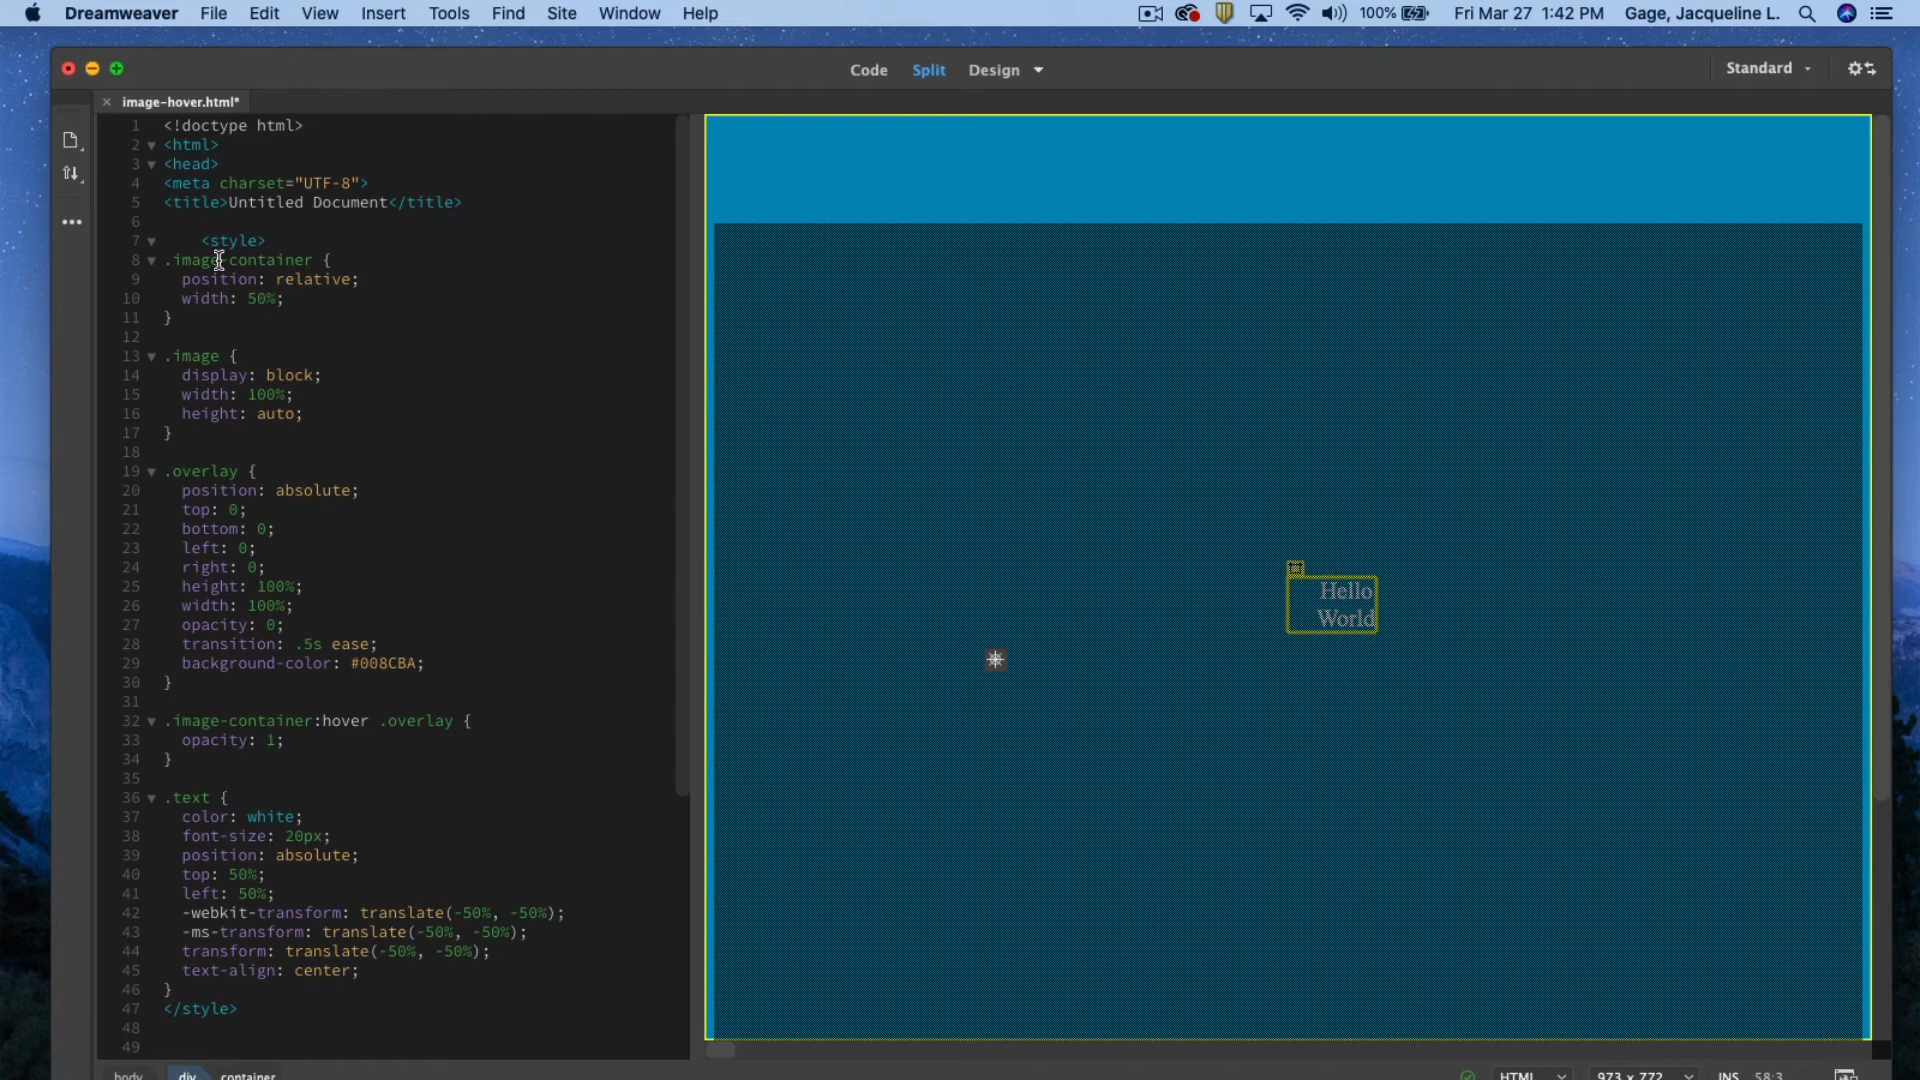 Dreamweaver File Edit View Insert Tools Find Site Window Help
100% Fri Mar 27 1:42 PM Gage, Jacqueline L.
Code Split Design Standard
image-hover.html*
1 <!doctype html>
2 <html>
3 <head>
4 <meta charset="UTF-8">
5 <title>Untitled Document</title>
6
7 <style>
8 .image-container {
9 position: relative;
10 width: 50%;
11 }
12
13 .image {
14 display: block;
15 width: 100%;
16 height: auto;
17 }
18
19 .overlay {
20 position: absolute;
21 top: 0;
22 bottom: 0;
23 left: 0;
24 right: 0;
25 height: 100%;
26 width: 100%;
27 opacity: 0;
28 transition: .5s ease;
29 background-color: #008CBA;
30 }
31
32 .image-container:hover .overlay {
33 opacity: 1;
34 }
35
36 .text {
37 color: white;
38 font-size: 20px;
39 position: absolute;
40 top: 50%;
41 left: 50%;
42 -webkit-transform: translate(-50%, -50%);
43 -ms-transform: translate(-50%, -50%);
44 transform: translate(-50%, -50%);
45 text-align: center;
46 }
47 </style>
48
49
Hello
World
body div container HTML 973 x 772 INS 58:3